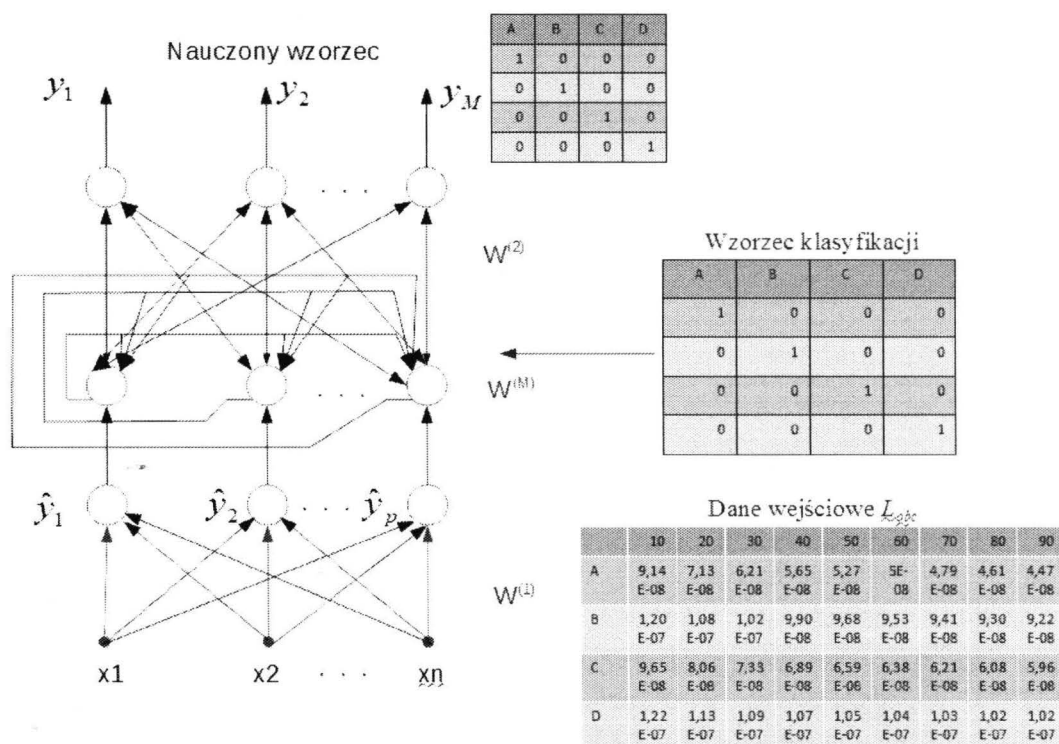 Nauczony wzorzec
A B C D
1 0 0 0
0 1 0 0
0 0 1 0
0 0 0 1
y₁ y₂ y_M
. . .
W⁽²⁾
Wzorzec klasyfikacji
A B C D
1 0 0 0
0 1 0 0
0 0 1 0
0 0 0 1
. . .
W⁽ᴹ⁾
ŷ₁ ŷ₂ . . . ŷ_p
W⁽¹⁾
x1 x2 . . . xn
Dane wejściowe
10 20 30 40 50 60 70 80 90
A 9,14 7,13 6,21 5,65 5,27 5E- 4,79 4,61 4,47
E-08 E-08 E-08 E-08 E-08 08 E-08 E-08 E-08
B 1,20 1,08 1,02 9,90 9,68 9,53 9,41 9,30 9,22
E-07 E-07 E-07 E-08 E-08 E-08 E-08 E-08 E-08
C 9,65 8,06 7,33 6,89 6,59 6,38 6,21 6,08 5,96
E-08 E-08 E-08 E-08 E-08 E-08 E-08 E-08 E-08
D 1,22 1,13 1,09 1,07 1,05 1,04 1,03 1,02 1,02
E-07 E-07 E-07 E-07 E-07 E-07 E-07 E-07 E-07